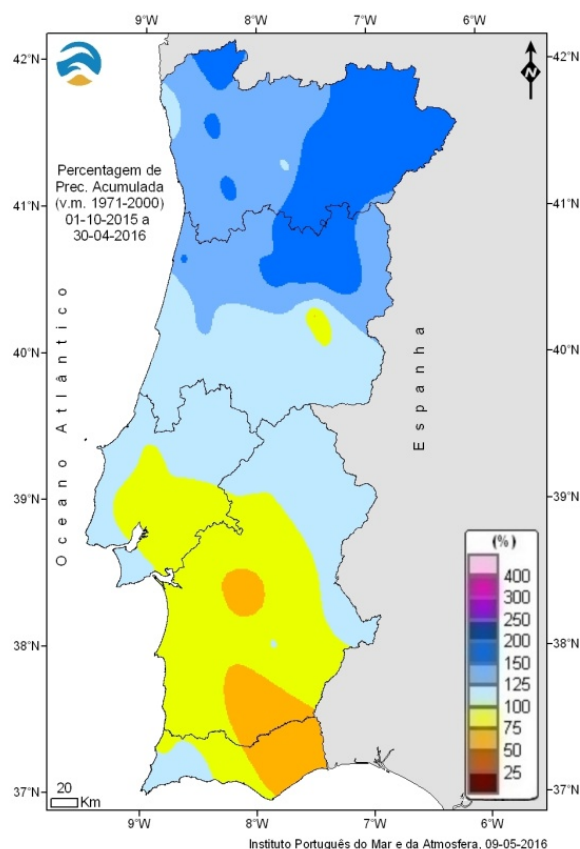 9°W
8°W
7°W
6°W
42°N
42°N
N
Percentagem de
Prec. Acumulada
(v.m. 1971-2000)
01-10-2015 a
30-04-2016
41°N
41°N
Oceano Atlântico
Espanha
40°N
40°N
39°N
39°N
(%)
400
300
250
200
150
125
100
75
50
25
38°N
38°N
37°N
37°N
20
Km
9°W
8°W
7°W
6°W
Instituto Português do Mar e da Atmosfera, 09-05-2016